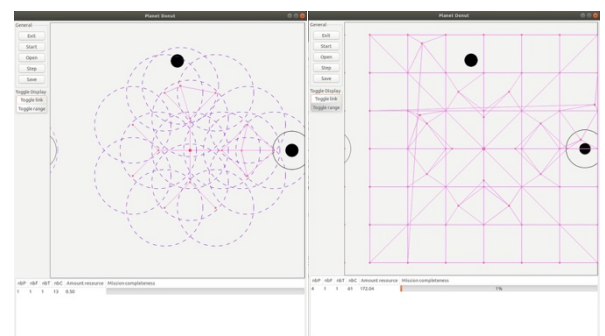 Planet Donut
General
Exit
Start
Open
Step
Save
Toggle Display
Toggle link
Toggle range
nbP nbF nbT nbC Amount resource Mission completeness
1 1 1 13 0.00
Planet Donut
General
Exit
Start
Open
Step
Save
Toggle Display
Toggle link
Toggle range
nbP nbF nbT nbC Amount resource Mission completeness
4 1 1 61 172.04 1%